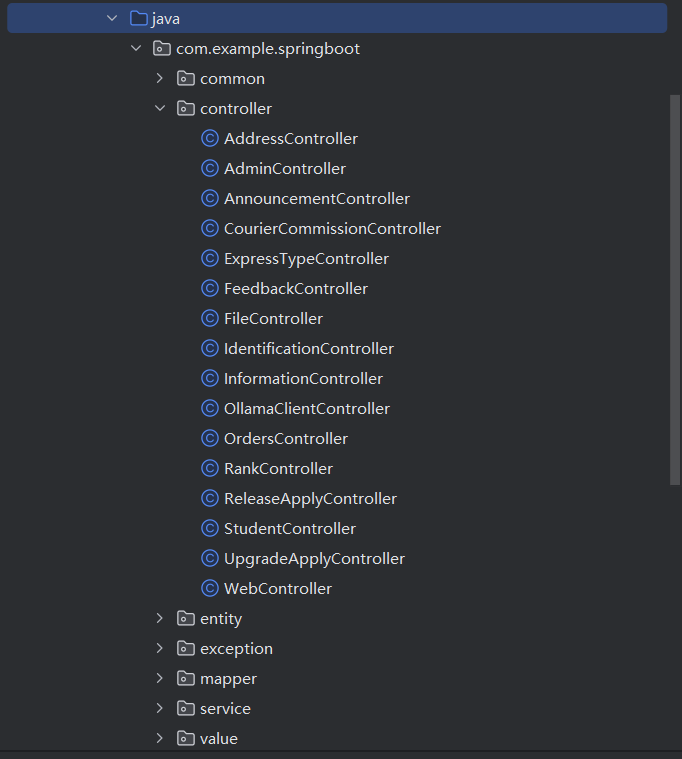 java
com.example.springboot
common
controller
AddressController
AdminController
AnnouncementController
CourierCommissionController
ExpressTypeController
FeedbackController
FileController
IdentificationController
InformationController
OllamaClientController
OrdersController
RankController
ReleaseApplyController
StudentController
UpgradeApplyController
WebController
entity
exception
mapper
service
value